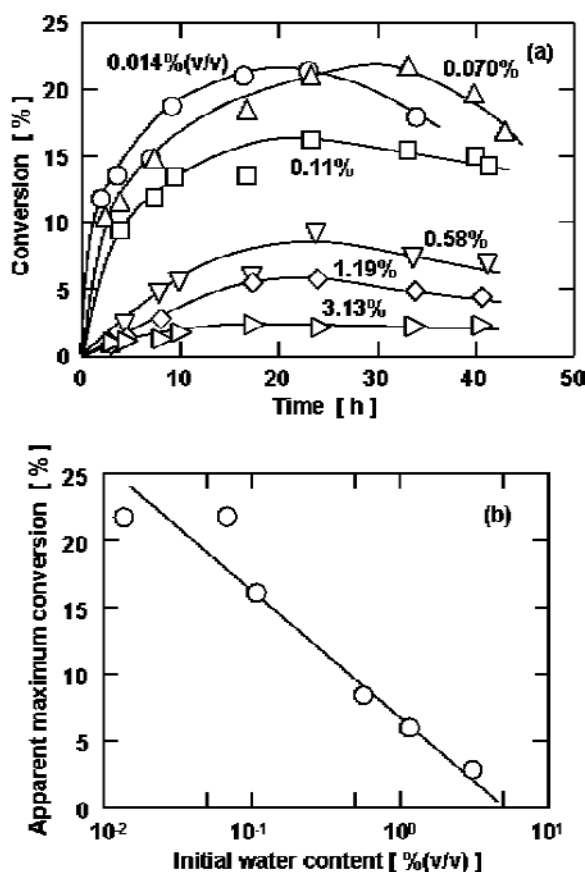 (a)
0.014%(v/v)
0.070%
0.11%
0.58%
1.19%
3.13%
25
20
15
10
5
0
Conversion [ % ]
0 10 20 30 40 50
Time [ h ]
(b)
25
20
15
10
5
0
Apparent maximum conversion [ % ]
10-2 10-1 100 101
Initial water content [ %(v/v) ]